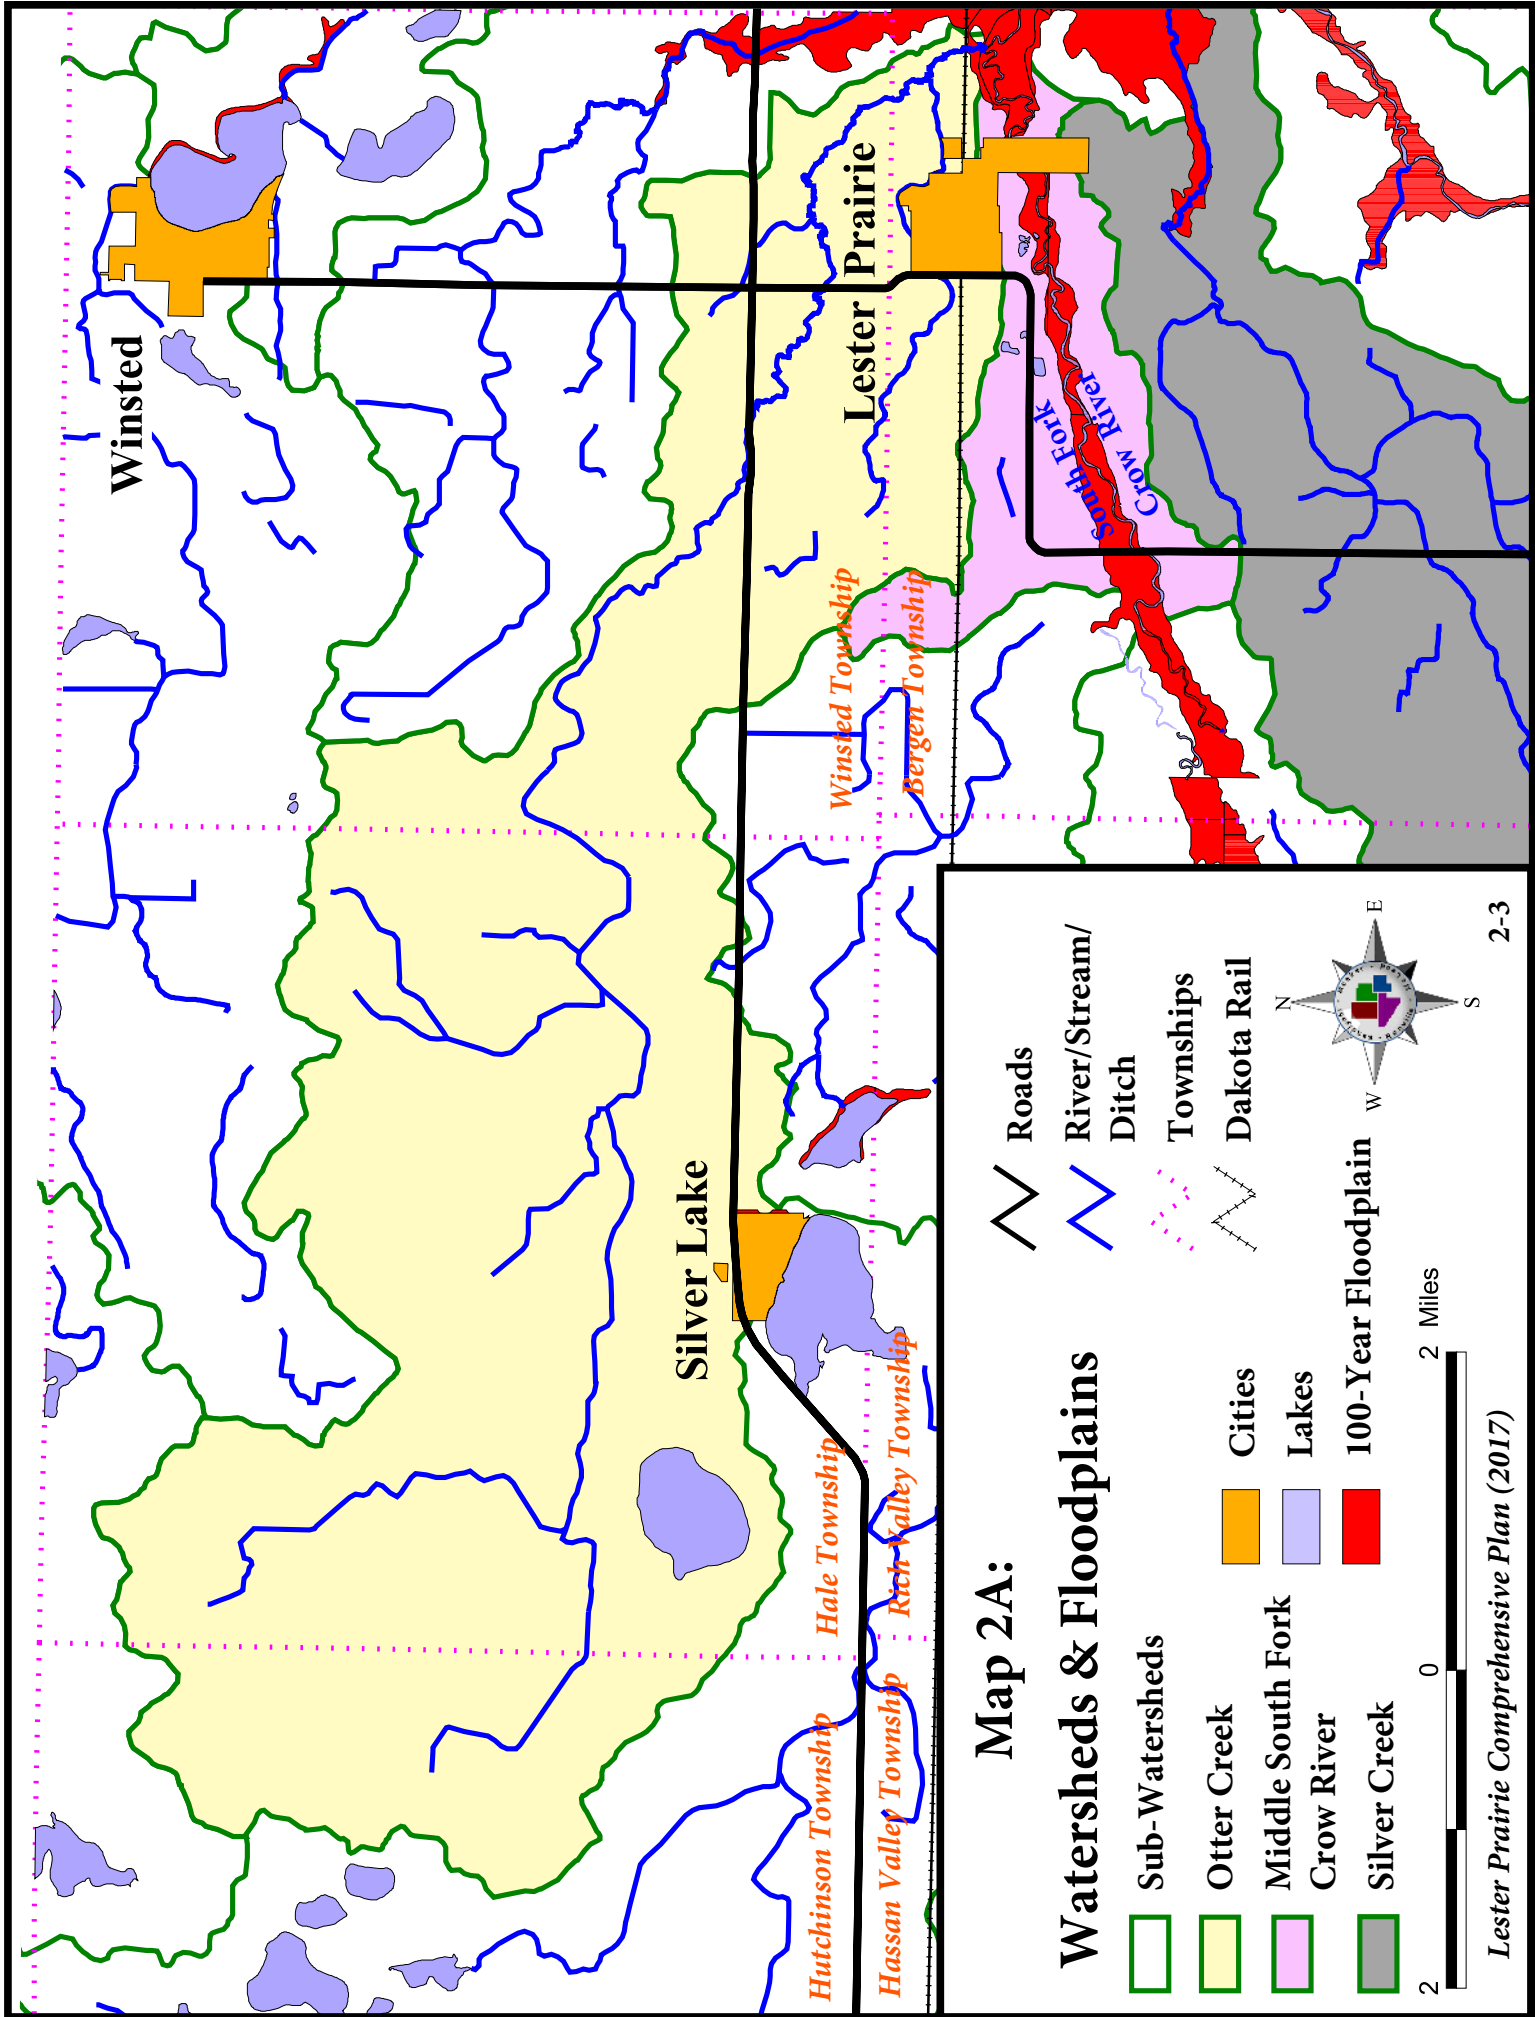 Winsted
Lester Prairie
Silver Lake
South Fork
Crow River
Winsted Township
Bergen Township
Hale Township
Rich Valley Township
Hutchinson Township
Hassan Valley Township
Map 2A:
Watersheds & Floodplains
Sub-Watersheds
Otter Creek
Middle South Fork
Crow River
Silver Creek
Cities
Lakes
100-Year Floodplain
Roads
River/Stream/
Ditch
Townships
Dakota Rail
N
E
S
W
2 0 2 Miles
Lester Prairie Comprehensive Plan (2017)
2-3